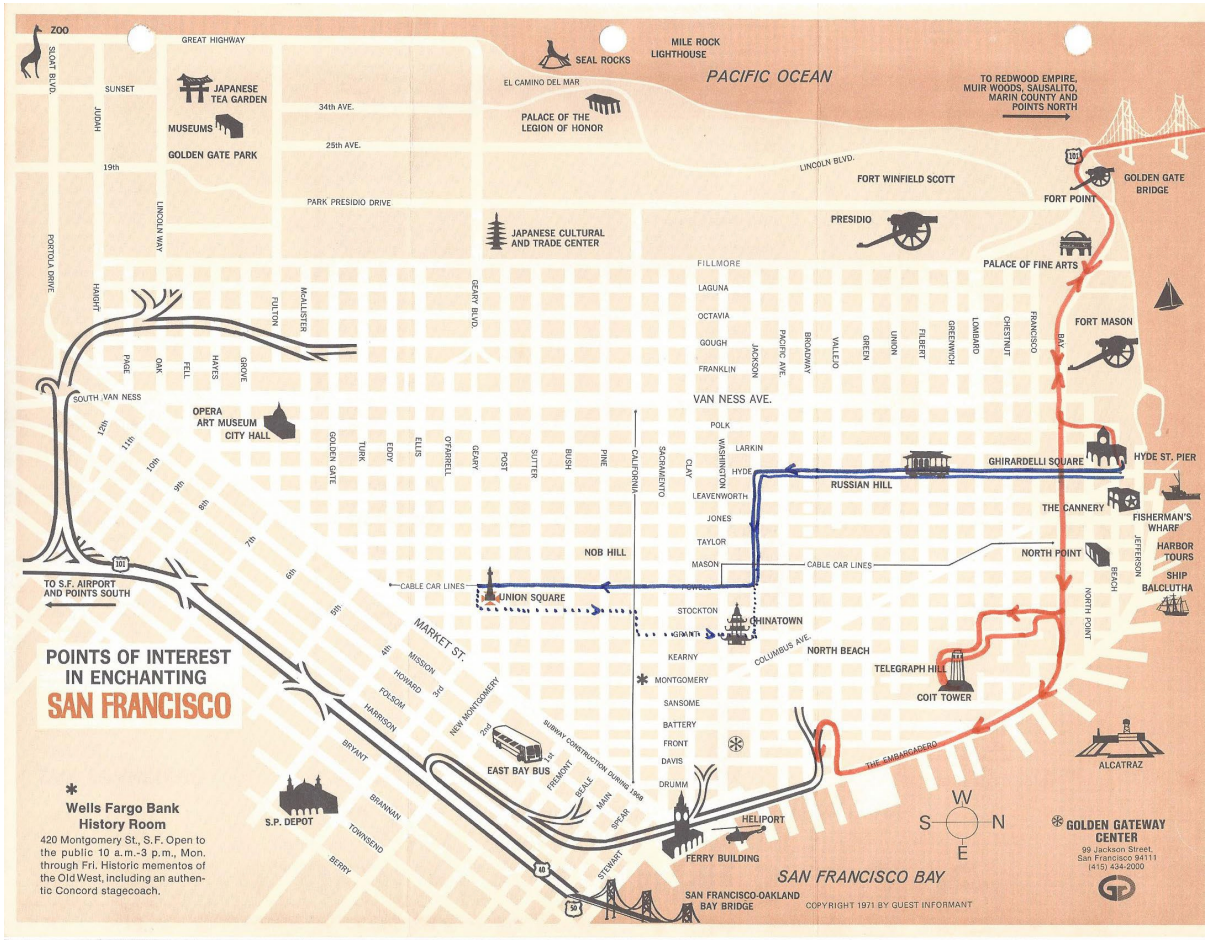 ZOO
SLOAT BLVD.
GREAT HIGHWAY
SUNSET
JUDAH
JAPANESE
TEA GARDEN
MUSEUMS
GOLDEN GATE PARK
19th
34th AVE.
25th AVE.
PARK PRESIDIO DRIVE
LINCOLN WAY
PORTOLA DRIVE
HAIGHT
SEAL ROCKS
MILE ROCK
LIGHTHOUSE
EL CAMINO DEL MAR
PALACE OF THE
LEGION OF HONOR
PACIFIC OCEAN
TO REDWOOD EMPIRE,
MUIR WOODS, SAUSALITO,
MARIN COUNTY AND
POINTS NORTH
101
LINCOLN BLVD.
FORT WINFIELD SCOTT
FORT POINT
GOLDEN GATE
BRIDGE
PRESIDIO
JAPANESE CULTURAL
AND TRADE CENTER
PALACE OF FINE ARTS
FULTON
McALLISTER
GEARY BLVD.
FILLMORE
LAGUNA
OCTAVIA
GOUGH
FRANKLIN
VAN NESS AVE.
JACKSON
PACIFIC AVE.
BROADWAY
VALLEJO
GREEN
UNION
FILBERT
GREENWICH
LOMBARD
CHESTNUT
FRANCISCO
BAY
FORT MASON
PAGE
OAK
FELL
HAYES
GROVE
SOUTH VAN NESS
OPERA
ART MUSEUM
CITY HALL
12th
11th
10th
9th
8th
7th
6th
5th
GOLDEN GATE
TURK
EDDY
ELLIS
O'FARRELL
GEARY
POST
SUTTER
BUSH
PINE
CALIFORNIA
SACRAMENTO
CLAY
WASHINGTON
POLK
LARKIN
HYDE
LEAVENWORTH
JONES
TAYLOR
MASON
POWELL
STOCKTON
GRANT
KEARNY
MONTGOMERY
SANSOME
BATTERY
FRONT
DAVIS
DRUMM
RUSSIAN HILL
GHIRARDELLI SQUARE
HYDE ST. PIER
THE CANNERY
FISHERMAN'S
WHARF
NORTH POINT
JEFFERSON
BEACH
NORTH POINT
HARBOR
TOURS
SHIP
BALCLUTHA
NOB HILL
CABLE CAR LINES
CABLE CAR LINES
UNION SQUARE
CHINATOWN
COLUMBUS AVE.
NORTH BEACH
TELEGRAPH HILL
COIT TOWER
THE EMBARCADERO
ALCATRAZ
101
TO S.F. AIRPORT
AND POINTS SOUTH
POINTS OF INTEREST
IN ENCHANTING
SAN FRANCISCO
MARKET ST.
4th
MISSION
HOWARD
3rd
FOLSOM
HARRISON
NEW MONTGOMERY
2nd
BRYANT
BRANNAN
TOWNSEND
BERRY
EAST BAY BUS
SUBWAY CONSTRUCTION DURING 1968
1st
FREMONT
BEALE
MAIN
SPEAR
STEWART
S.P. DEPOT
HELIPORT
FERRY BUILDING
40
50
SAN FRANCISCO-OAKLAND
BAY BRIDGE
SAN FRANCISCO BAY
COPYRIGHT 1971 BY GUEST INFORMANT
W
S
N
E
* Wells Fargo Bank
History Room
420 Montgomery St., S.F. Open to
the public 10 a.m.-3 p.m., Mon.
through Fri. Historic mementos of
the Old West, including an authen-
tic Concord stagecoach.
GOLDEN GATEWAY
CENTER
99 Jackson Street,
San Francisco 94111
(415) 434-2000